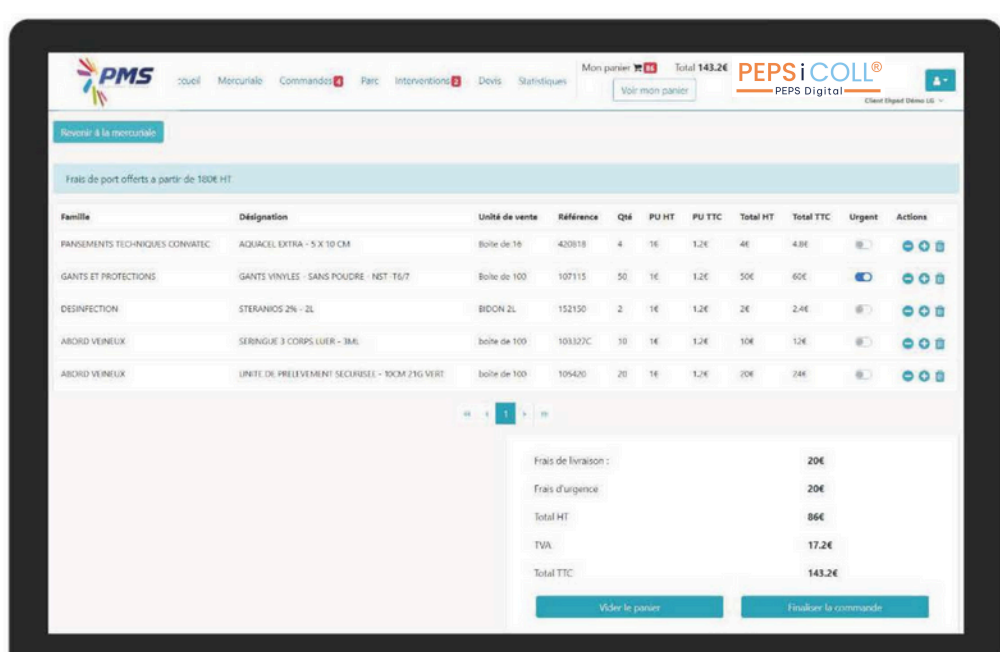 PMS
Mercuriale Commandes 4 Parc Interventions Devis Statistiques
Mon panier 86 Total 143.2€
Voir mon panier
PEPSiCOLL®
PEPS Digital
Client Ehpad Démo LG
Revenir à la mercuriale
Frais de port offerts a partir de 180€ HT
Famille Désignation Unité de vente Référence Qté PU HT PU TTC Total HT Total TTC Urgent Actions
PANSEMENTS TECHNIQUES CONVATEC AQUACEL EXTRA - 5 X 10 CM Boite de 16 420818 4 1€ 1.2€ 4€ 4.8€
GANTS ET PROTECTIONS GANTS VINYLES - SANS POUDRE - NST -T6/7 Boite de 100 107115 50 1€ 1.2€ 50€ 60€
DESINFECTION STERANIOS 2% - 2L BIDON 2L 152150 2 1€ 1.2€ 2€ 2.4€
ABORD VEINEUX SERINGUE 3 CORPS LUER - 3ML boite de 100 103327C 10 1€ 1.2€ 10€ 12€
ABORD VEINEUX UNITE DE PRELEVEMENT SECURISEE - 10CM 21G VERT boite de 100 105420 20 1€ 1.2€ 20€ 24€
« ‹ 1 › »
Frais de livraison : 20€
Frais d'urgence 20€
Total HT 86€
TVA 17.2€
Total TTC 143.2€
Vider le panier Finaliser la commande